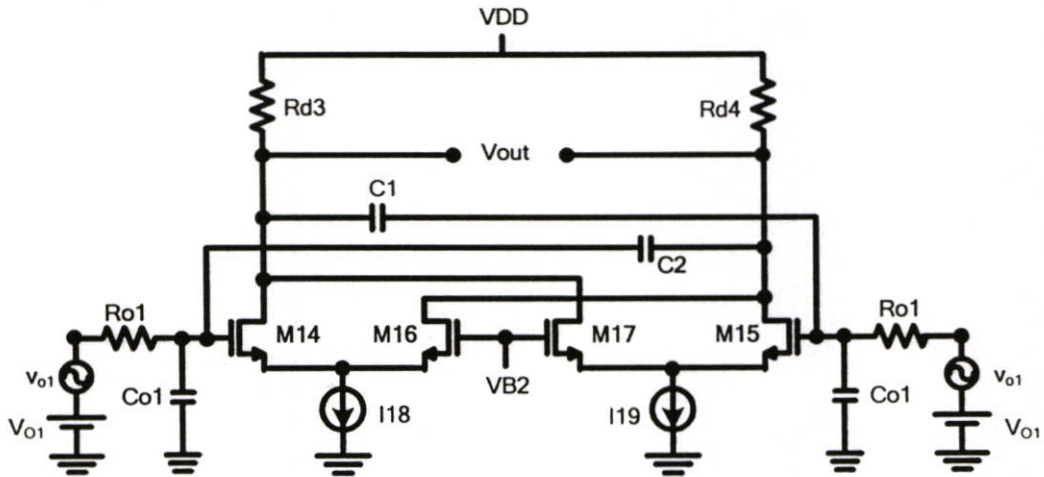 VDD
Rd3
Rd4
Vout
C1
C2
Ro1
M14
M16
M17
M15
Ro1
vo1
Co1
VB2
Co1
vo1
I18
I19
VO1
VO1